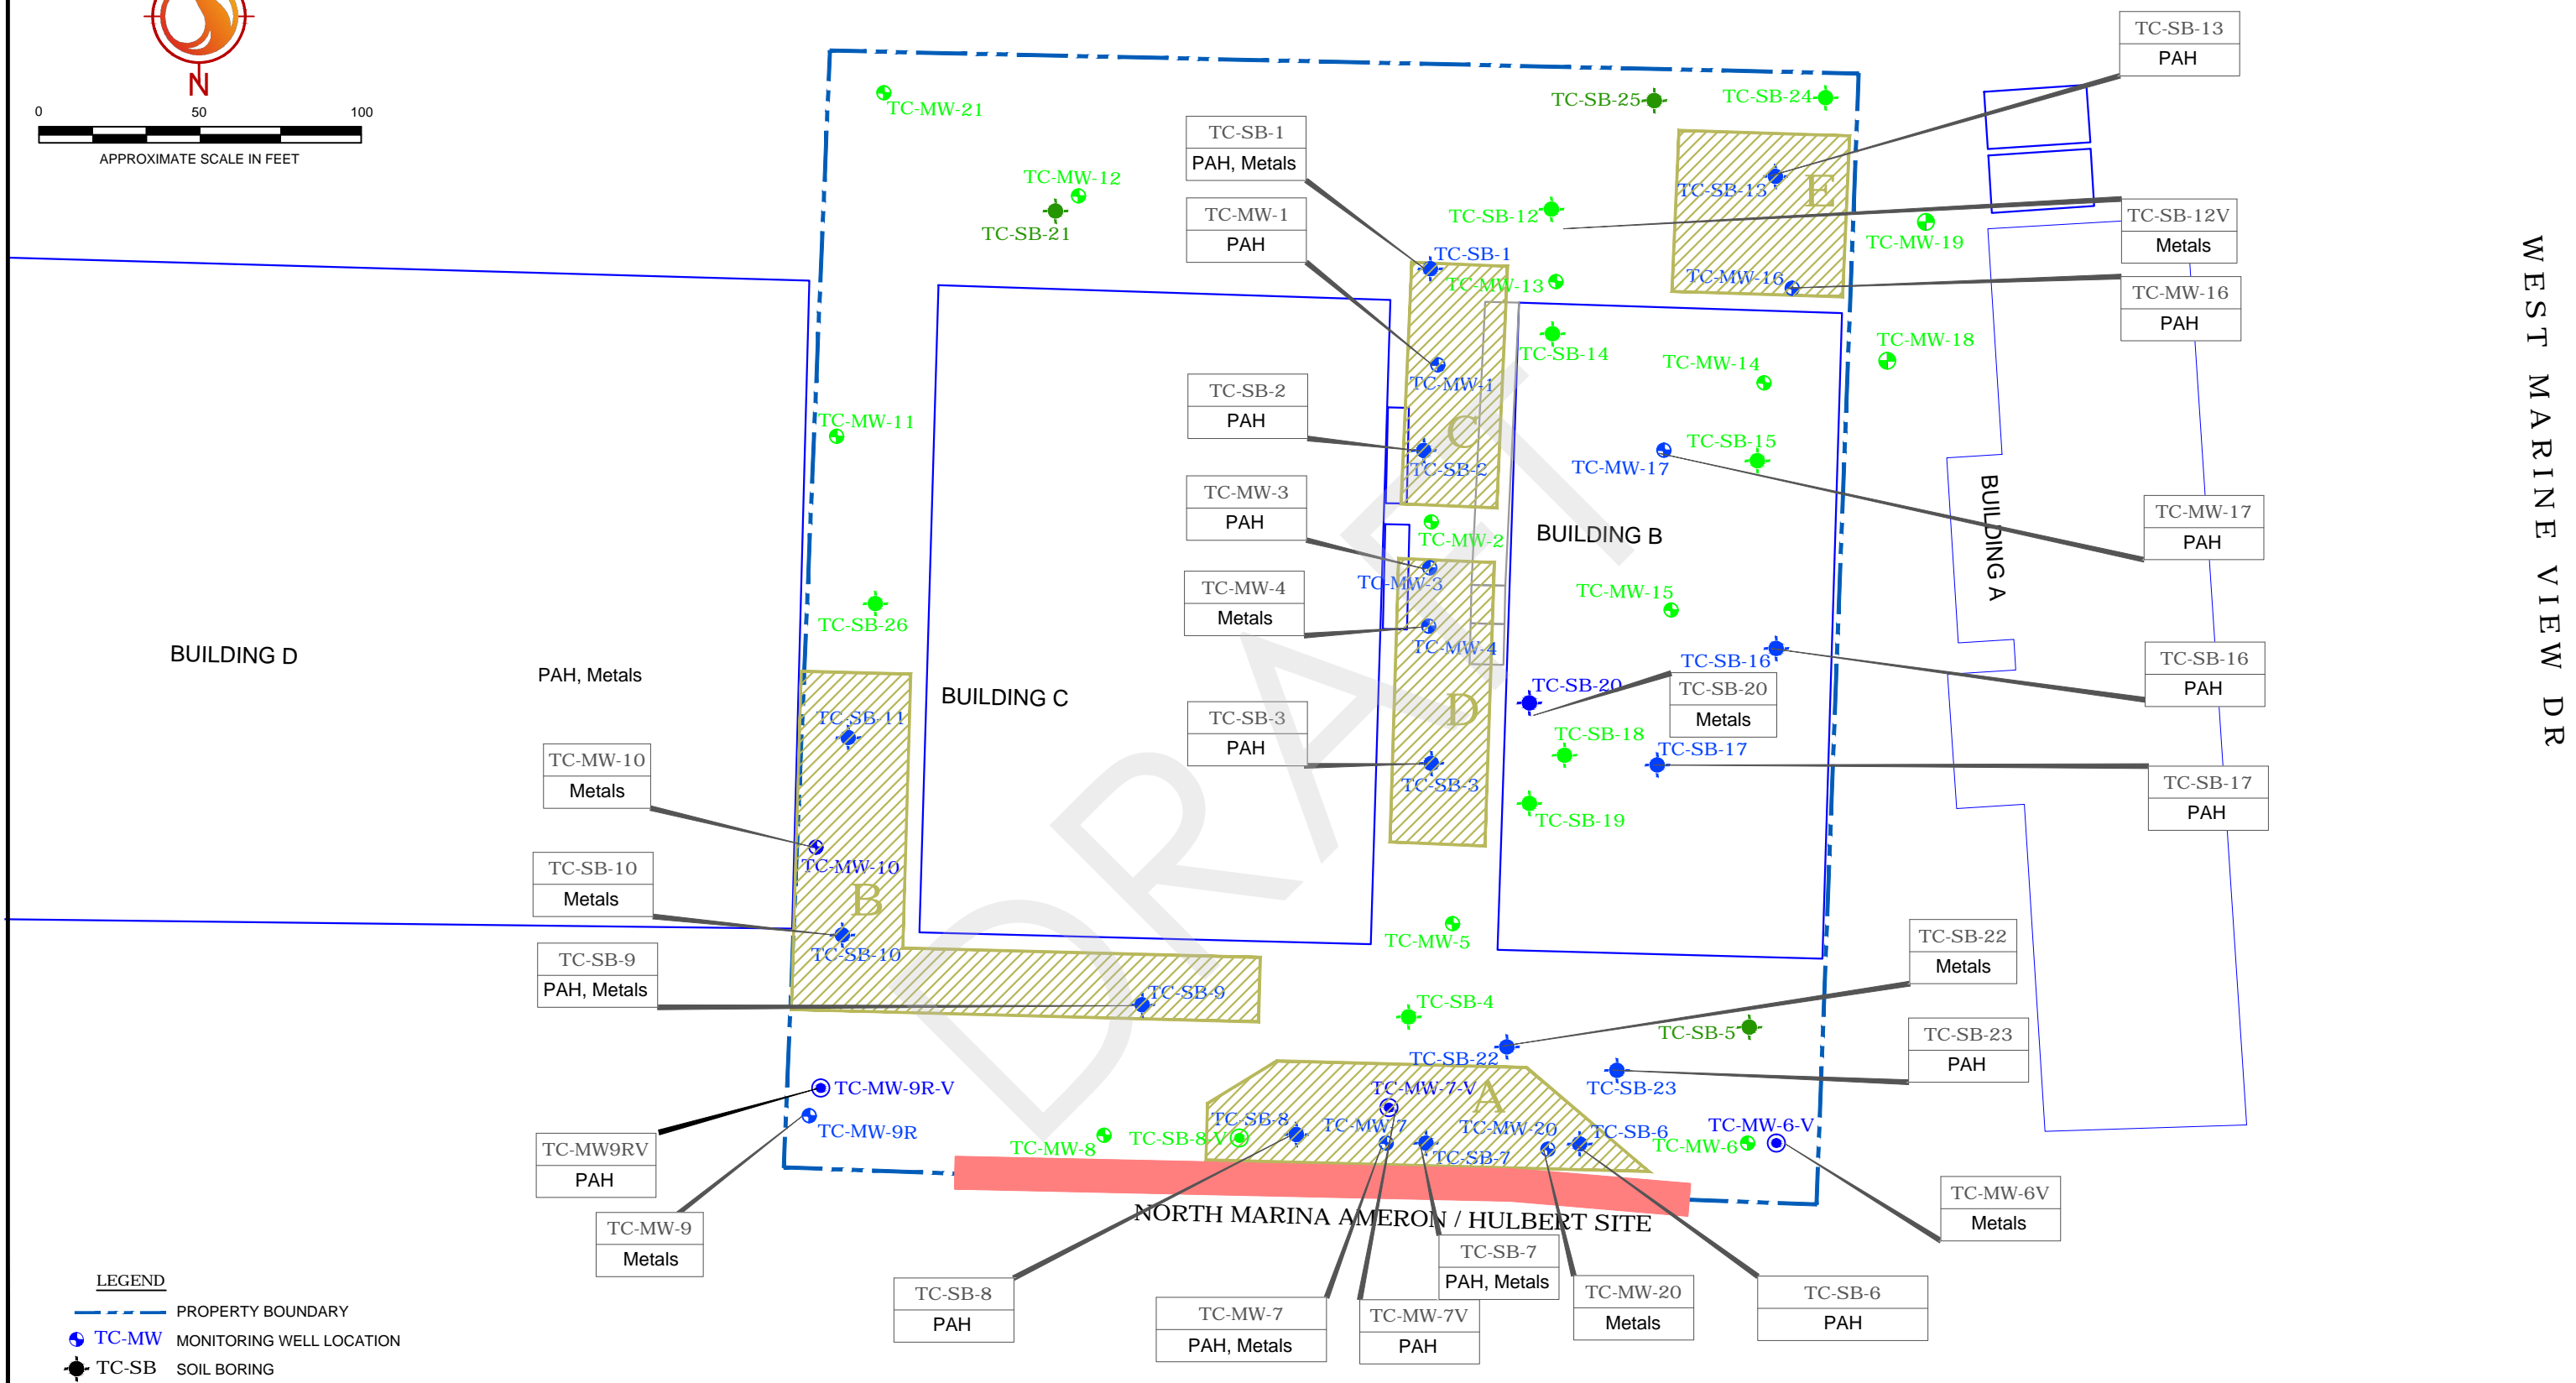 N
0 50 100
APPROXIMATE SCALE IN FEET
TC-SB-13
PAH
TC-MW-21
TC-SB-25
TC-SB-24
TC-SB-1
PAH, Metals
TC-MW-12
TC-SB-21
TC-MW-1
PAH
TC-SB-12
TC-SB-13
E
TC-MW-19
TC-SB-12V
Metals
TC-SB-1
TC-MW-13
TC-MW-16
TC-MW-16
PAH
TC-SB-14
TC-MW-14
TC-MW-18
TC-MW-1
TC-SB-2
PAH
TC-MW-11
C
TC-SB-2
TC-MW-17
TC-SB-15
TC-MW-3
PAH
TC-MW-17
PAH
TC-MW-2
BUILDING B
BUILDING A
WEST MARINE VIEW DR
TC-MW-4
Metals
TC-MW-3
TC-MW-15
TC-SB-26
TC-MW-4
TC-SB-16
TC-SB-16
PAH
BUILDING D
PAH, Metals
BUILDING C
TC-SB-20
TC-SB-20
Metals
TC-SB-3
PAH
D
TC-SB-11
TC-SB-18
TC-SB-17
TC-SB-17
PAH
TC-MW-10
Metals
TC-SB-3
TC-SB-19
TC-MW-10
TC-SB-10
Metals
B
TC-SB-10
TC-MW-5
TC-SB-22
Metals
TC-SB-9
PAH, Metals
TC-SB-9
TC-SB-4
TC-SB-5
TC-SB-23
PAH
TC-SB-22
TC-MW-9R-V
TC-MW-7-V
A
TC-SB-23
TC-MW-9R
TC-MW-8
TC-SB-8-V
TC-SB-8
TC-MW-7
TC-SB-7
TC-MW-20
TC-SB-6
TC-MW-6
TC-MW-6-V
TC-MW9RV
PAH
TC-MW-9
Metals
NORTH MARINA AMERON / HULBERT SITE
TC-MW-6V
Metals
TC-SB-7
PAH, Metals
TC-SB-8
PAH
TC-MW-7
PAH, Metals
TC-MW-7V
PAH
TC-MW-20
Metals
TC-SB-6
PAH
DRAFT
LEGEND
PROPERTY BOUNDARY
TC-MW MONITORING WELL LOCATION
TC-SB SOIL BORING